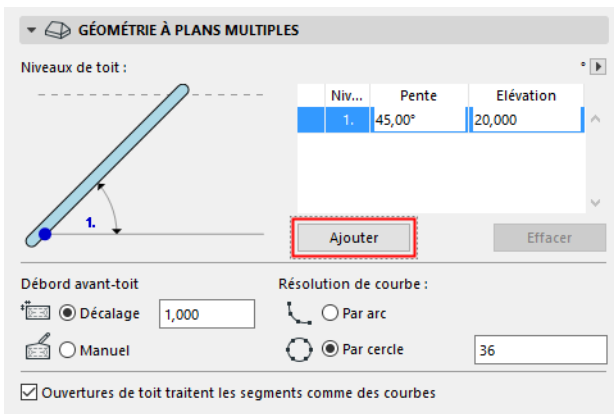 GÉOMÉTRIE À PLANS MULTIPLES
Niveaux de toit :
°
Niv... Pente Elévation
1. 45,00° 20,000
1.
Ajouter Effacer
Débord avant-toit Résolution de courbe :
Décalage 1,000 Par arc
Manuel Par cercle 36
Ouvertures de toit traitent les segments comme des courbes